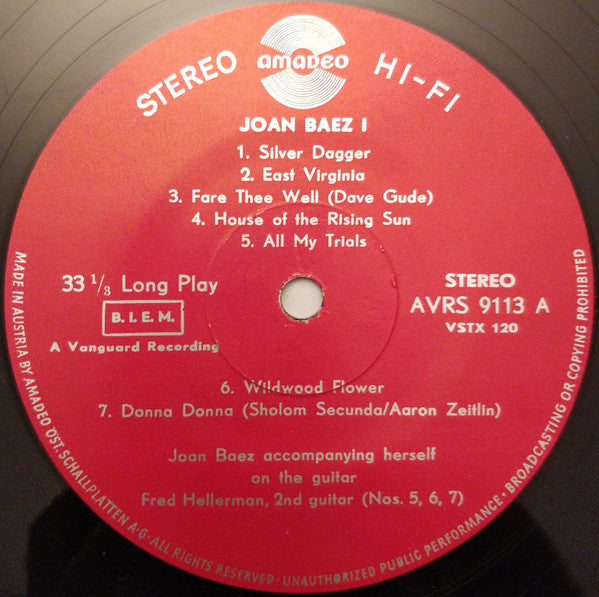 STEREO AMADEO HI-FI
JOAN BAEZ I
1. Silver Dagger
2. East Virginia
3. Fare Thee Well (Dave Gude)
4. House of the Rising Sun
5. All My Trials
33 1/3 Long Play
B.I.E.M.
A Vanguard Recording
STEREO
AVRS 9113 A
VSTX 120
6. Wildwood Flower
7. Donna Donna (Sholom Secunda/Aaron Zeitlin)
Joan Baez accompanying herself
on the guitar
Fred Hellerman, 2nd guitar (Nos. 5, 6, 7)
MADE IN AUSTRIA BY AMADEO ÖST. SCHALLPLATTEN A·G· ALL RIGHTS RESERVED · UNAUTHORIZED PUBLIC PERFORMANCE · BROADCASTING OR COPYING PROHIBITED